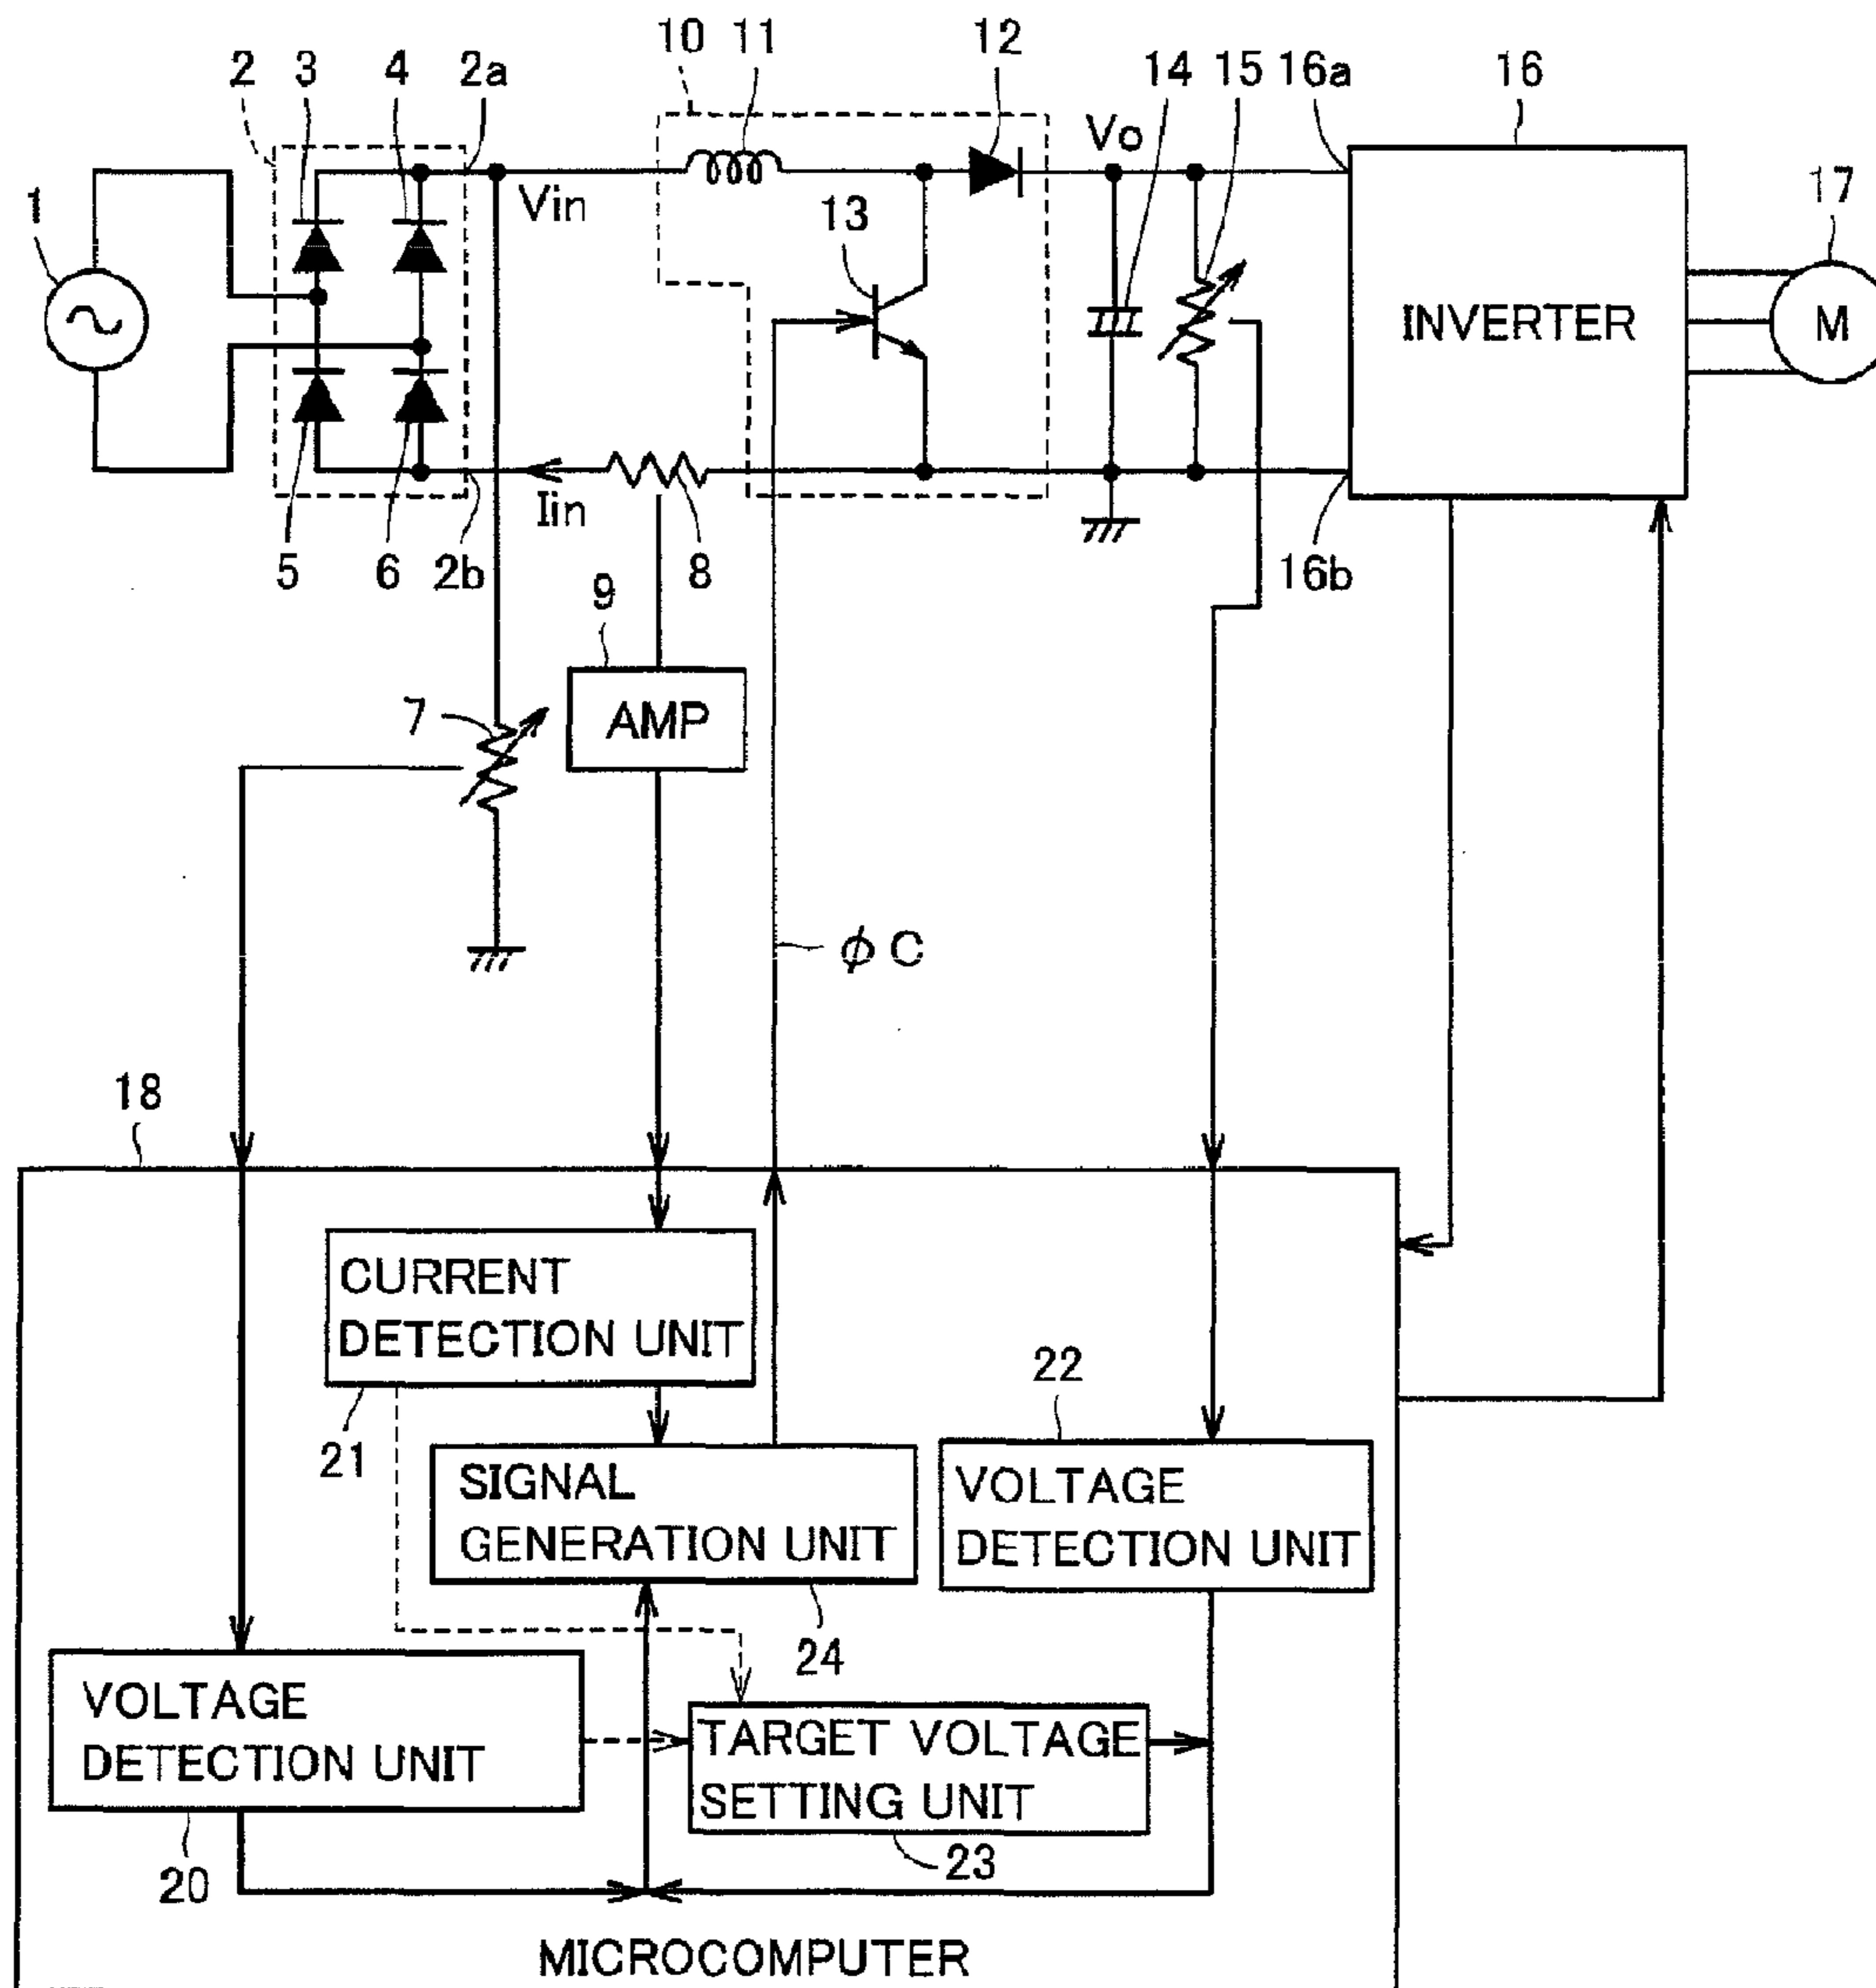 10 11 12
2 3 4 2a 14 15 16a 16
Vo
1 Vin 13 17
INVERTER M
Iin
5 6 2b 8 16b
9
7 AMP
φC
18
CURRENT
DETECTION UNIT
22
21
SIGNAL
GENERATION UNIT
VOLTAGE
DETECTION UNIT
24
VOLTAGE
DETECTION UNIT
TARGET VOLTAGE
SETTING UNIT
20 23
MICROCOMPUTER